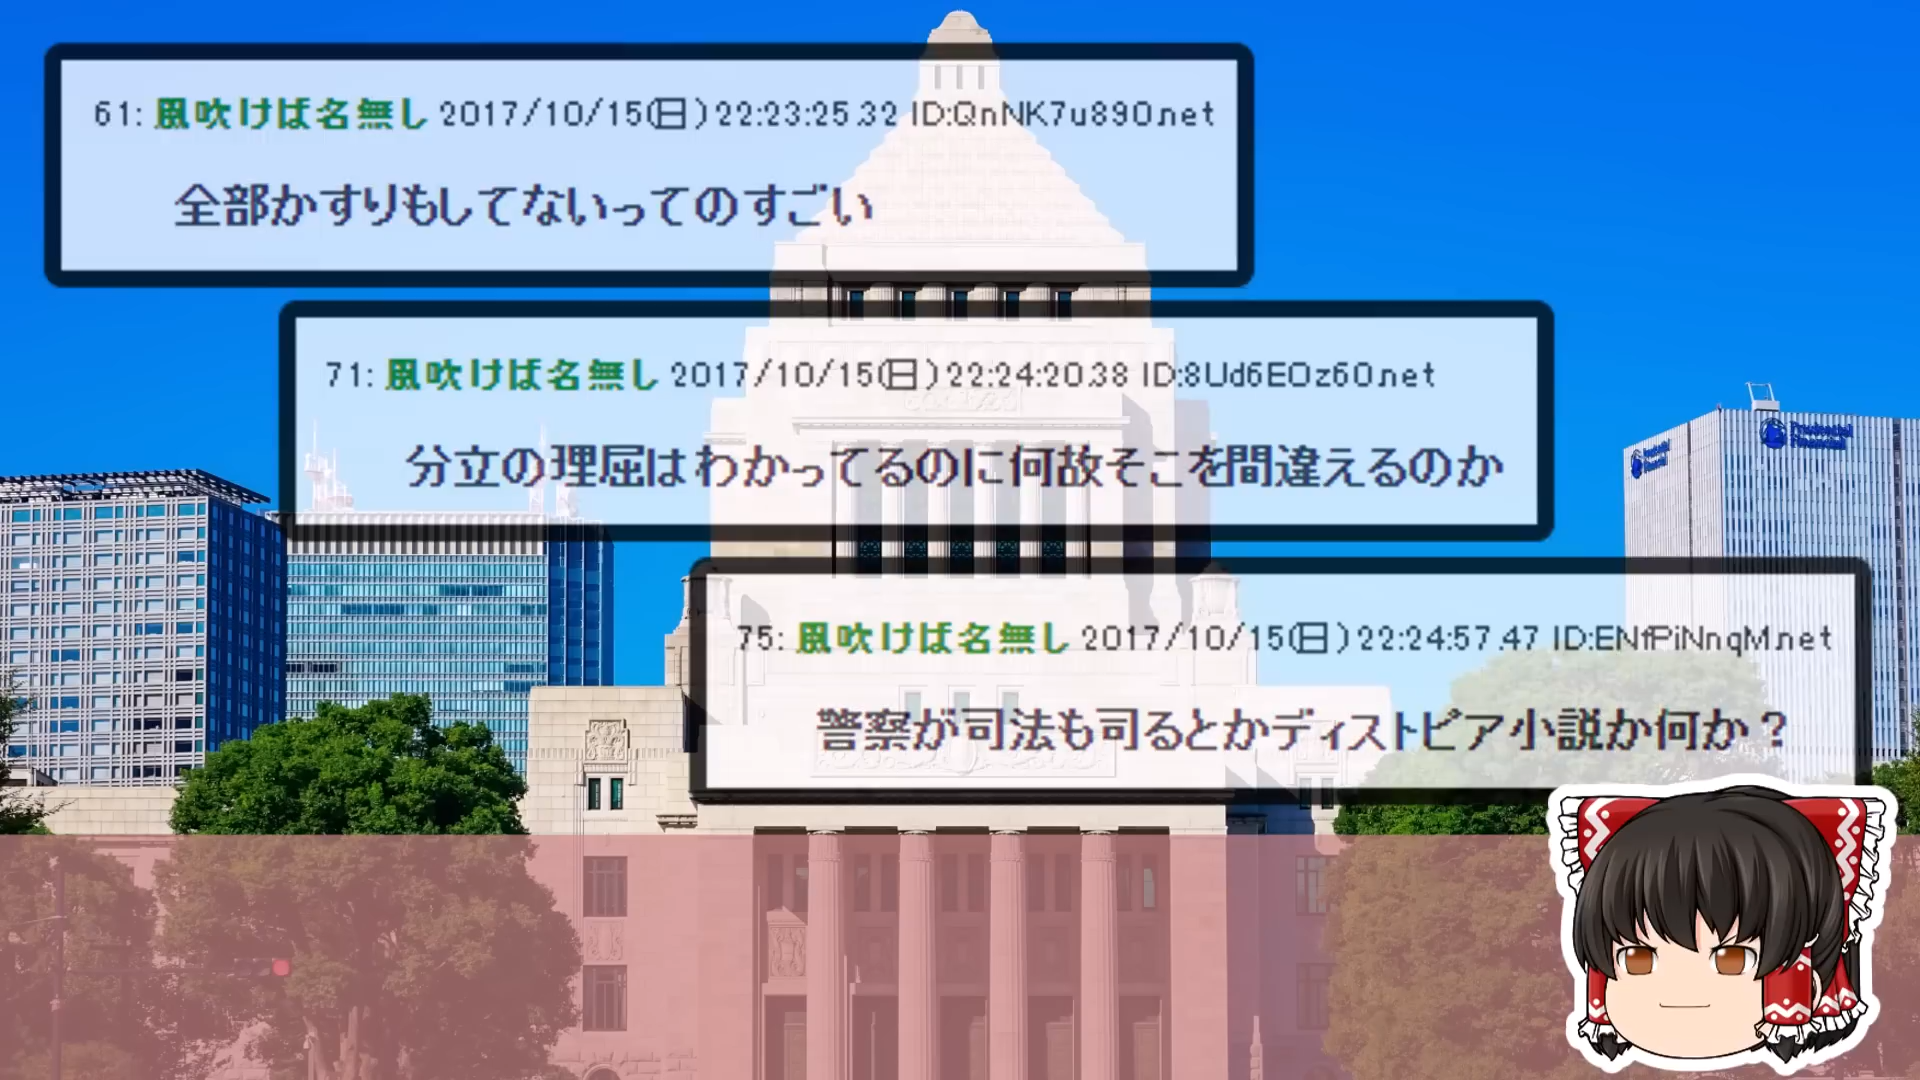 61: 風吹けば名無し 2017/10/15(日) 22:23:25.32 ID:QnNK7u890.net
全部かすりもしてないってのすごい
71: 風吹けば名無し 2017/10/15(日) 22:24:20.38 ID:8Ud6EOz60.net
分立の理屈はわかってるのに何故そこを間違えるのか
Prudential
Financial
75: 風吹けば名無し 2017/10/15(日) 22:24:57.47 ID:ENfPiNnqM.net
警察が司法も司るとかディストピア小説か何か？